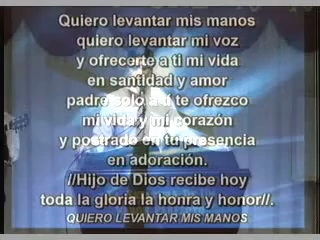 Quiero levantar mis manos
quiero levantar mi voz
y ofrecerte a ti mi vida
en santidad y amor
padre solo a ti te ofrezco
mi vida y mi corazón
y postrado en tu presencia
en adoración.
//Hijo de Dios recibe hoy
toda la gloria la honra y honor//.
QUIERO LEVANTAR MIS MANOS